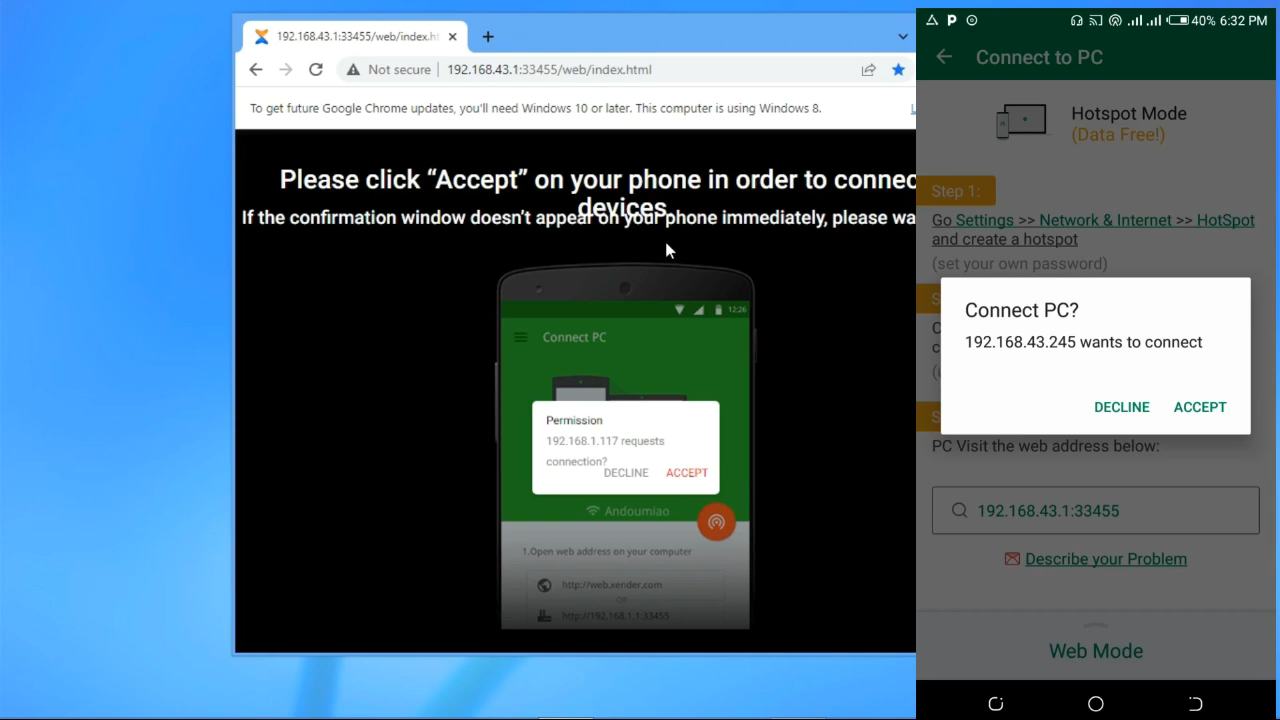 192.168.43.1:33455/web/index.h
Not secure
192.168.43.1:33455/web/index.html
To get future Google Chrome updates, you'll need Windows 10 or later. This computer is using Windows 8.
Please click “Accept” on your phone in order to connec
devices.
If the confirmation window doesn’t appear on your phone immediately, please wa
12:26
Connect PC
Permission
192.168.1.117 requests
connection?
DECLINE ACCEPT
Andoumiao
1.Open web address on your computer
http://web.xender.com
OR
http://192.168.1.1:33455
40% 6:32 PM
Connect to PC
Hotspot Mode
(Data Free!)
Step 1:
Go Settings >> Network & Internet >> HotSpot
and create a hotspot
(set your own password)
Connect PC?
192.168.43.245 wants to connect
DECLINE ACCEPT
PC Visit the web address below:
192.168.43.1:33455
Describe your Problem
Web Mode